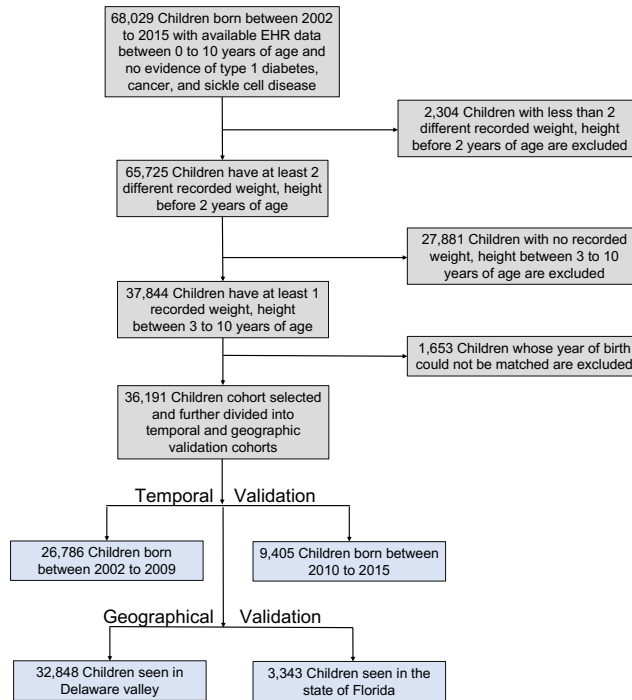 68,029 Children born between 2002
to 2015 with available EHR data
between 0 to 10 years of age and
no evidence of type 1 diabetes,
cancer, and sickle cell disease
2,304 Children with less than 2
different recorded weight, height
before 2 years of age are excluded
65,725 Children have at least 2
different recorded weight, height
before 2 years of age
27,881 Children with no recorded
weight, height between 3 to 10
years of age are excluded
37,844 Children have at least 1
recorded weight, height
between 3 to 10 years of age
1,653 Children whose year of birth
could not be matched are excluded
36,191 Children cohort selected
and further divided into
temporal and geographic
validation cohorts
Temporal Validation
26,786 Children born
between 2002 to 2009
9,405 Children born between
2010 to 2015
Geographical Validation
32,848 Children seen in
Delaware valley
3,343 Children seen in the
state of Florida